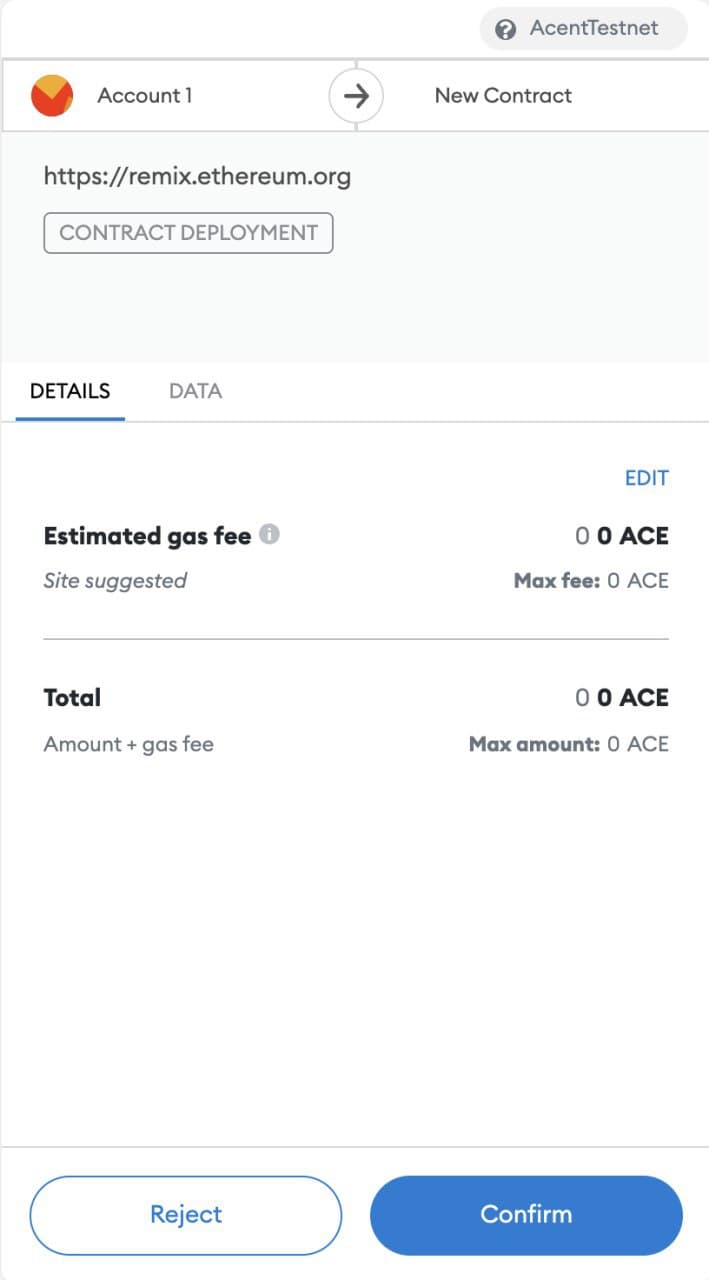 AcentTestnet
Account 1 New Contract
https://remix.ethereum.org
CONTRACT DEPLOYMENT
DETAILS DATA
EDIT
Estimated gas fee 0 0 ACE
Site suggested Max fee: 0 ACE
Total 0 0 ACE
Amount + gas fee Max amount: 0 ACE
Reject Confirm